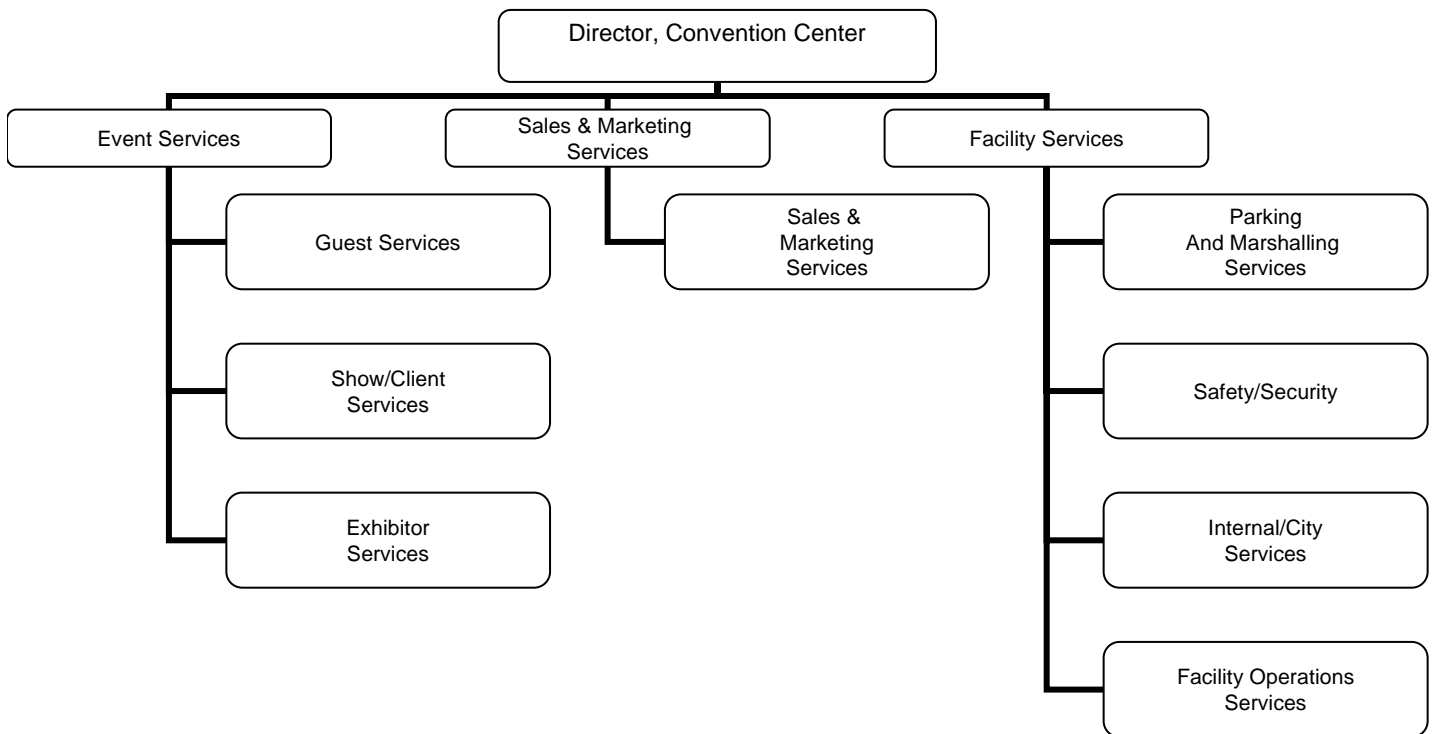 Director, Convention Center
Event Services
Sales & Marketing
Services
Facility Services
Guest Services
Sales &
Marketing
Services
Parking
And Marshalling
Services
Show/Client
Services
Safety/Security
Exhibitor
Services
Internal/City
Services
Facility Operations
Services